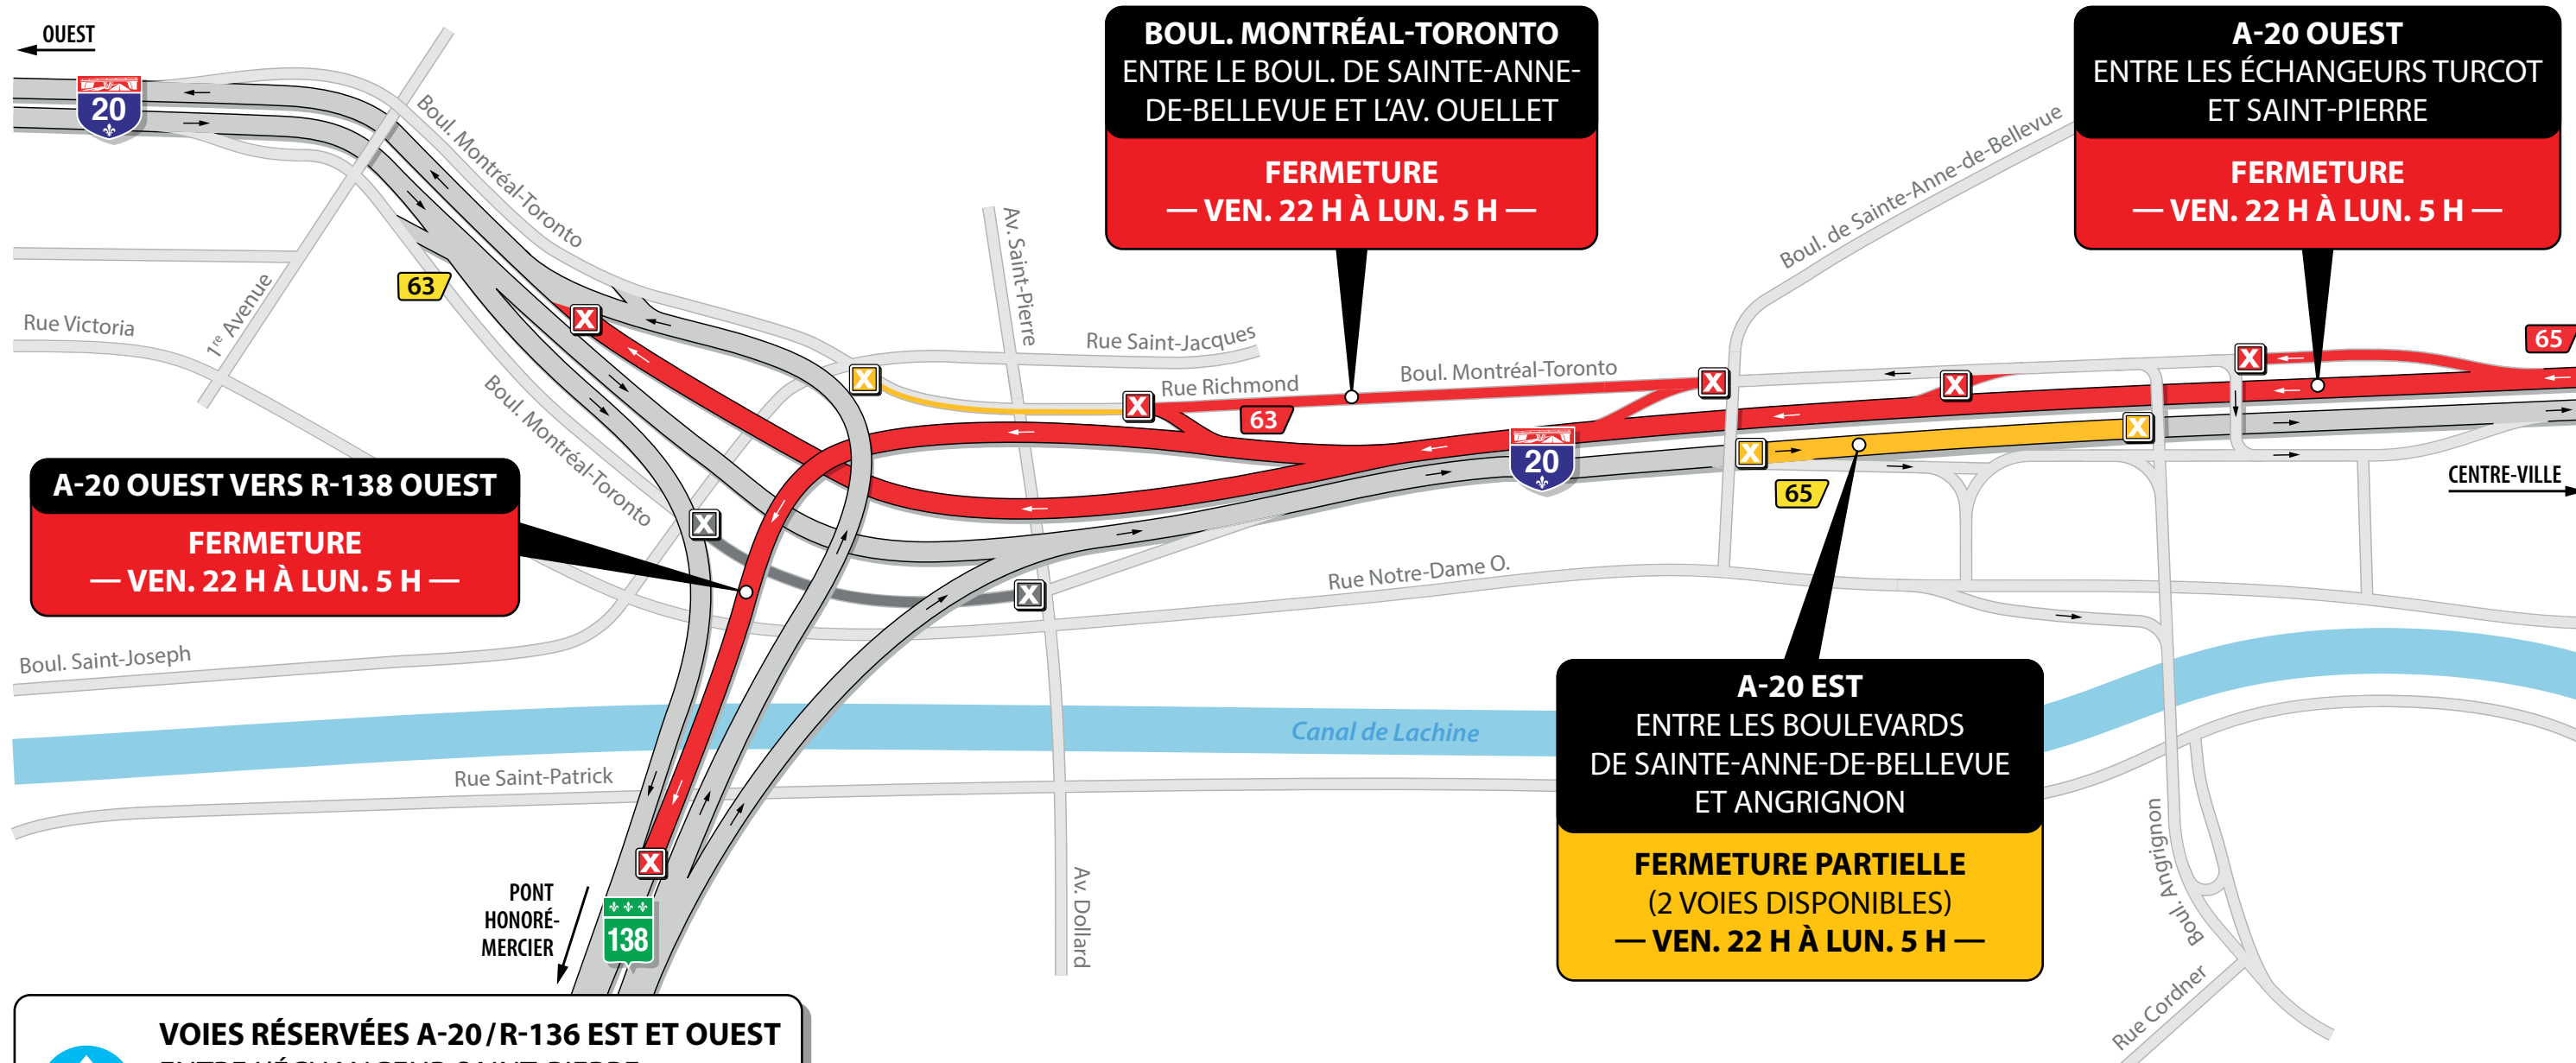 OUEST
20
BOUL. MONTRÉAL-TORONTO
ENTRE LE BOUL. DE SAINTE-ANNE-
DE-BELLEVUE ET L'AV. OUELLET
FERMETURE
— VEN. 22 H À LUN. 5 H —
A-20 OUEST
ENTRE LES ÉCHANGEURS TURCOT
ET SAINT-PIERRE
FERMETURE
— VEN. 22 H À LUN. 5 H —
Boul. Montréal-Toronto
Av. Saint-Pierre
Boul. de Sainte-Anne-de-Bellevue
63
1re Avenue
Rue Victoria
X
Rue Saint-Jacques
65
X
X
Rue Richmond
Boul. Montréal-Toronto
X
X
X
X
63
Boul. Montréal-Toronto
20
X
X
65
CENTRE-VILLE
A-20 OUEST VERS R-138 OUEST
FERMETURE
— VEN. 22 H À LUN. 5 H —
X
X
Rue Notre-Dame O.
Boul. Saint-Joseph
Canal de Lachine
Rue Saint-Patrick
A-20 EST
ENTRE LES BOULEVARDS
DE SAINTE-ANNE-DE-BELLEVUE
ET ANGRIGNON
FERMETURE PARTIELLE
(2 VOIES DISPONIBLES)
— VEN. 22 H À LUN. 5 H —
Boul. Angrignon
X
PONT
HONORÉ-
MERCIER
138
Av. Dollard
Rue Cordner
VOIES RÉSERVÉES A-20/R-136 EST ET OUEST
ENTRE L'ÉCHANGEUR SAINT-PIERRE